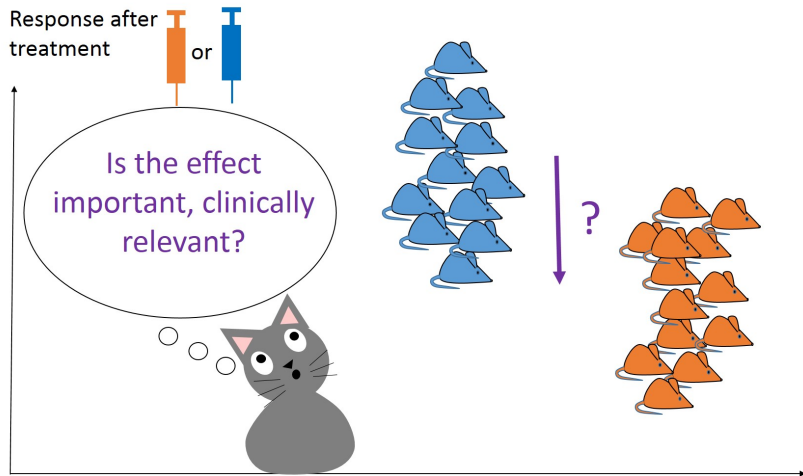 Response after
treatment
or
Is the effect
important, clinically
relevant?
?